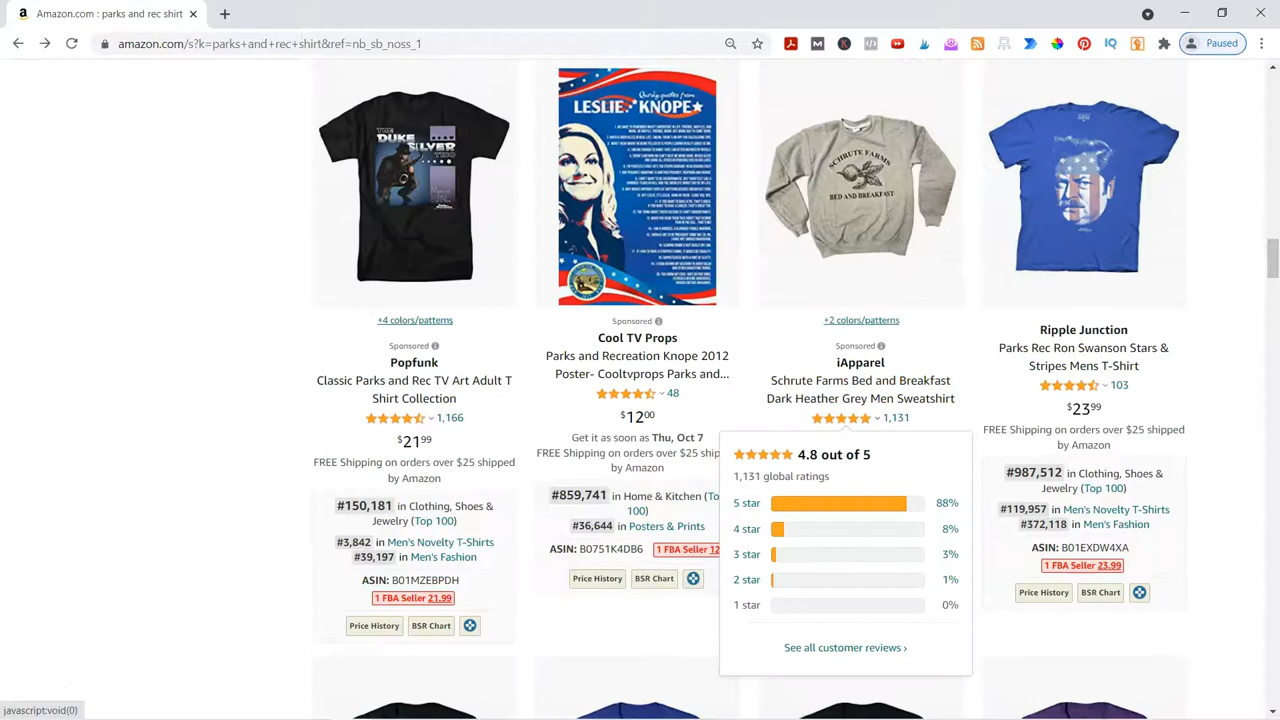 Amazon.com : parks and rec shirt
amazon.com/s?k=parks+and+rec+shirt&ref=nb_sb_noss_1
Paused
THE
DUKE
SILVER
TRIO
Quirky quotes from
LESLIE KNOPE
SCHRUTE FARMS
BED AND BREAKFAST
+4 colors/patterns
Sponsored
Popfunk
Classic Parks and Rec TV Art Adult T
Shirt Collection
1,166
$2199
FREE Shipping on orders over $25 shipped
by Amazon
#150,181 in Clothing, Shoes &
Jewelry (Top 100)
#3,842 in Men's Novelty T-Shirts
#39,197 in Men's Fashion
ASIN: B01MZEBPDH
1 FBA Seller 21.99
Price History
BSR Chart
Sponsored
Cool TV Props
Parks and Recreation Knope 2012
Poster- Cooltvprops Parks and...
48
$1200
Get it as soon as Thu, Oct 7
FREE Shipping on orders over $25 shipp
by Amazon
#859,741 in Home & Kitchen (To
100)
#36,644 in Posters & Prints
ASIN: B0751K4DB6
1 FBA Seller 12
Price History
BSR Chart
+2 colors/patterns
Sponsored
iApparel
Schrute Farms Bed and Breakfast
Dark Heather Grey Men Sweatshirt
1,131
4.8 out of 5
1,131 global ratings
5 star 88%
4 star 8%
3 star 3%
2 star 1%
1 star 0%
See all customer reviews ›
Ripple Junction
Parks Rec Ron Swanson Stars &
Stripes Mens T-Shirt
103
$2399
FREE Shipping on orders over $25 shipped
by Amazon
#987,512 in Clothing, Shoes &
Jewelry (Top 100)
#119,957 in Men's Novelty T-Shirts
#372,118 in Men's Fashion
ASIN: B01EXDW4XA
1 FBA Seller 23.99
Price History
BSR Chart
javascript:void(0)